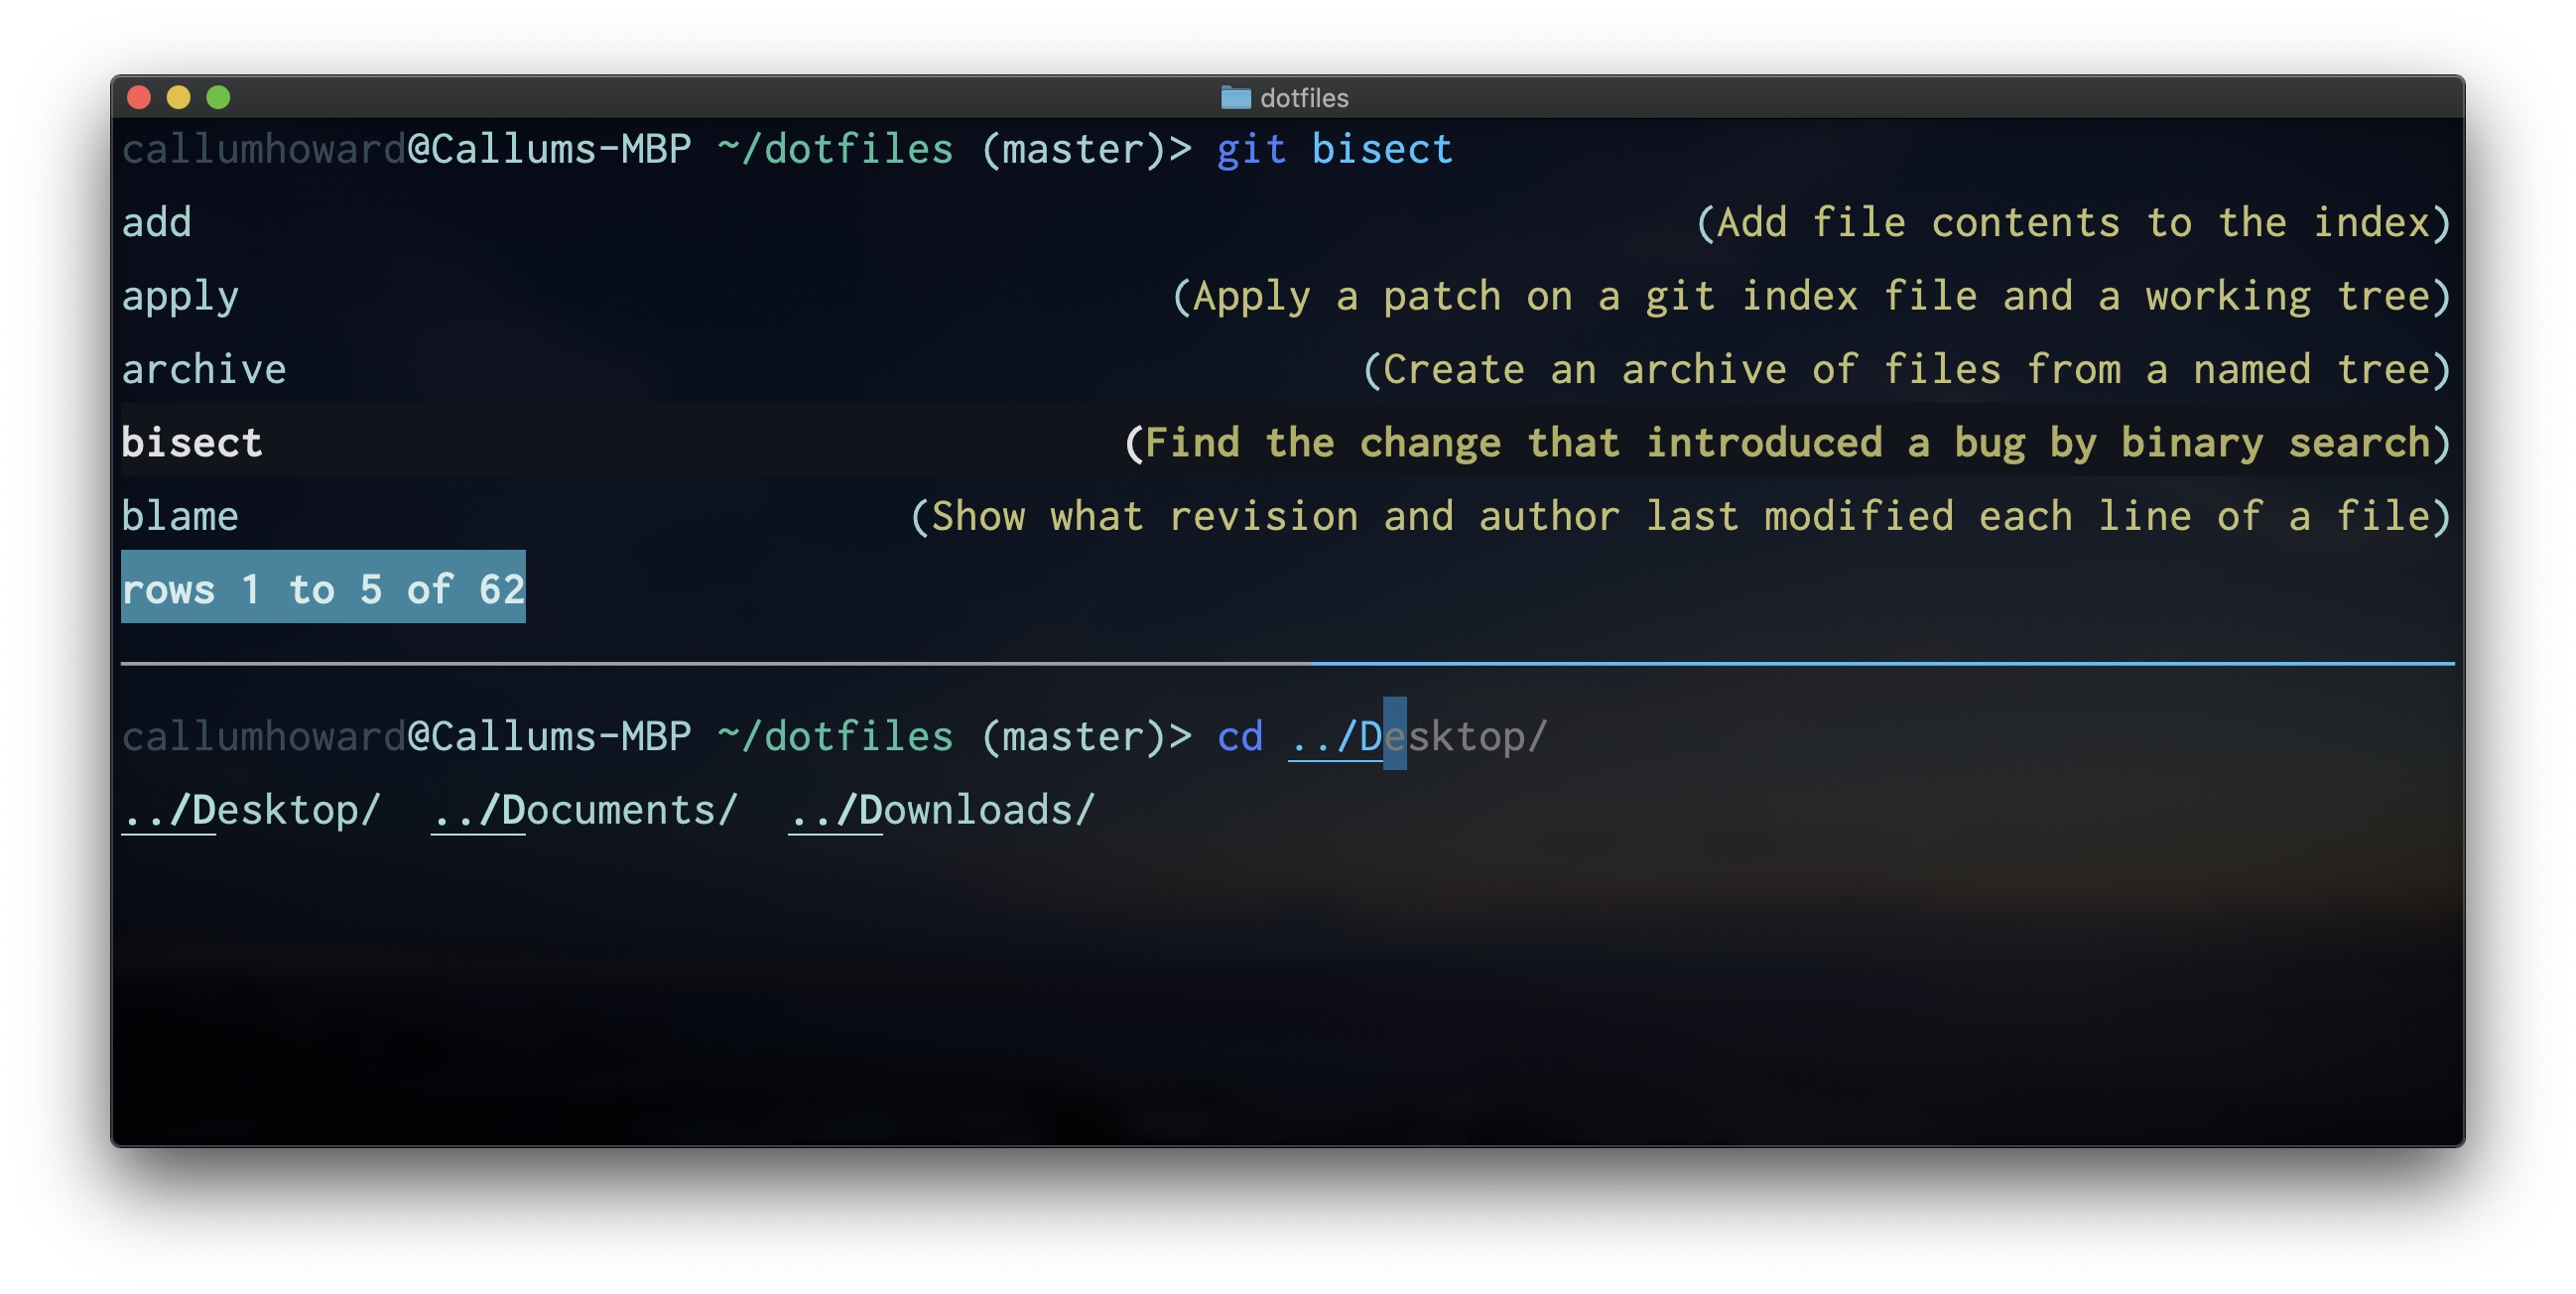 dotfiles
callumhoward@Callums-MBP ~/dotfiles (master)> git bisect
add (Add file contents to the index)
apply (Apply a patch on a git index file and a working tree)
archive (Create an archive of files from a named tree)
bisect (Find the change that introduced a bug by binary search)
blame (Show what revision and author last modified each line of a file)
rows 1 to 5 of 62
callumhoward@Callums-MBP ~/dotfiles (master)> cd ../Desktop/
../Desktop/ ../Documents/ ../Downloads/